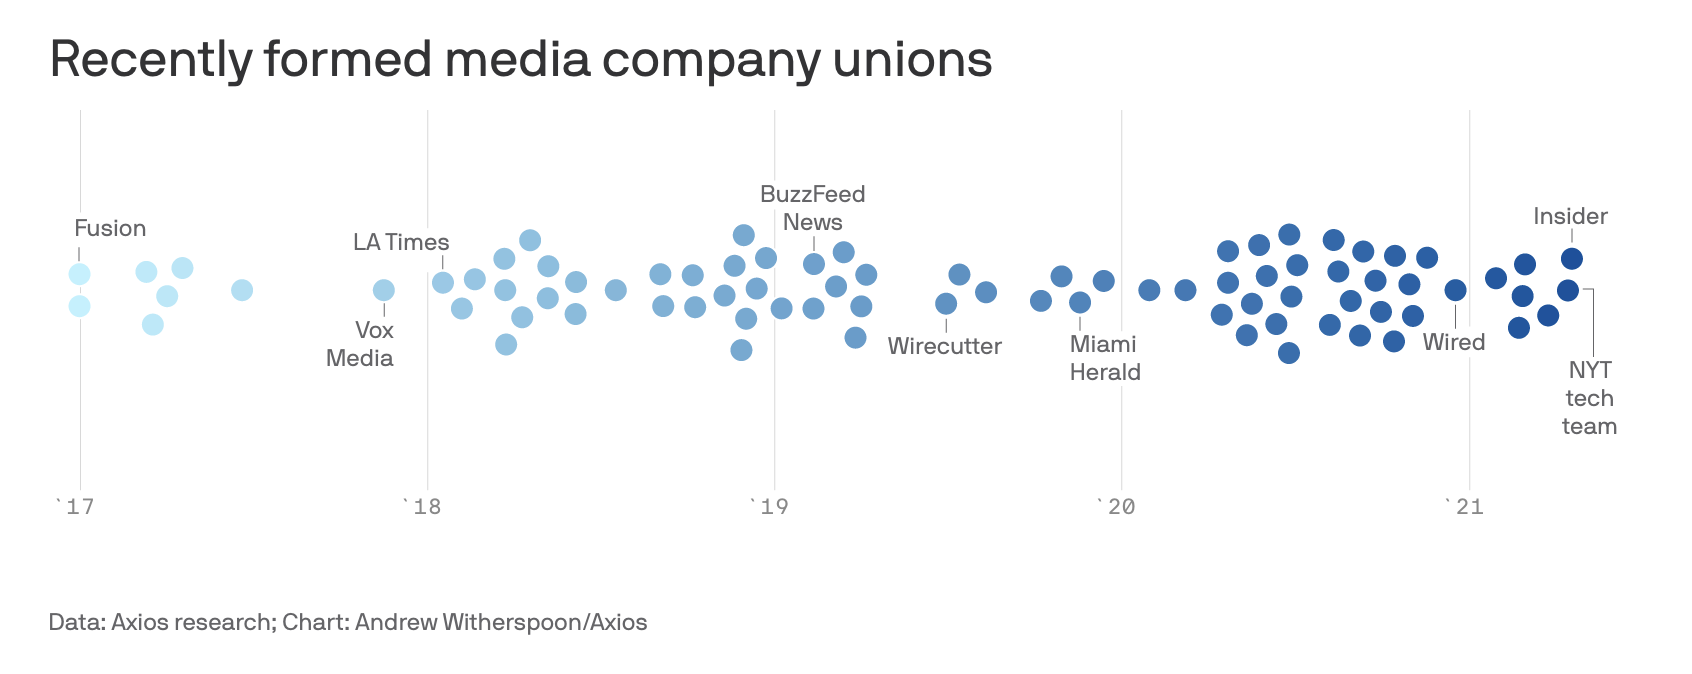 Recently formed media company unions
BuzzFeed
News
Fusion
LA Times
Insider
Vox
Media
Wirecutter
Miami
Herald
Wired
NYT
tech
team
`17
`18
`19
`20
`21
Data: Axios research; Chart: Andrew Witherspoon/Axios